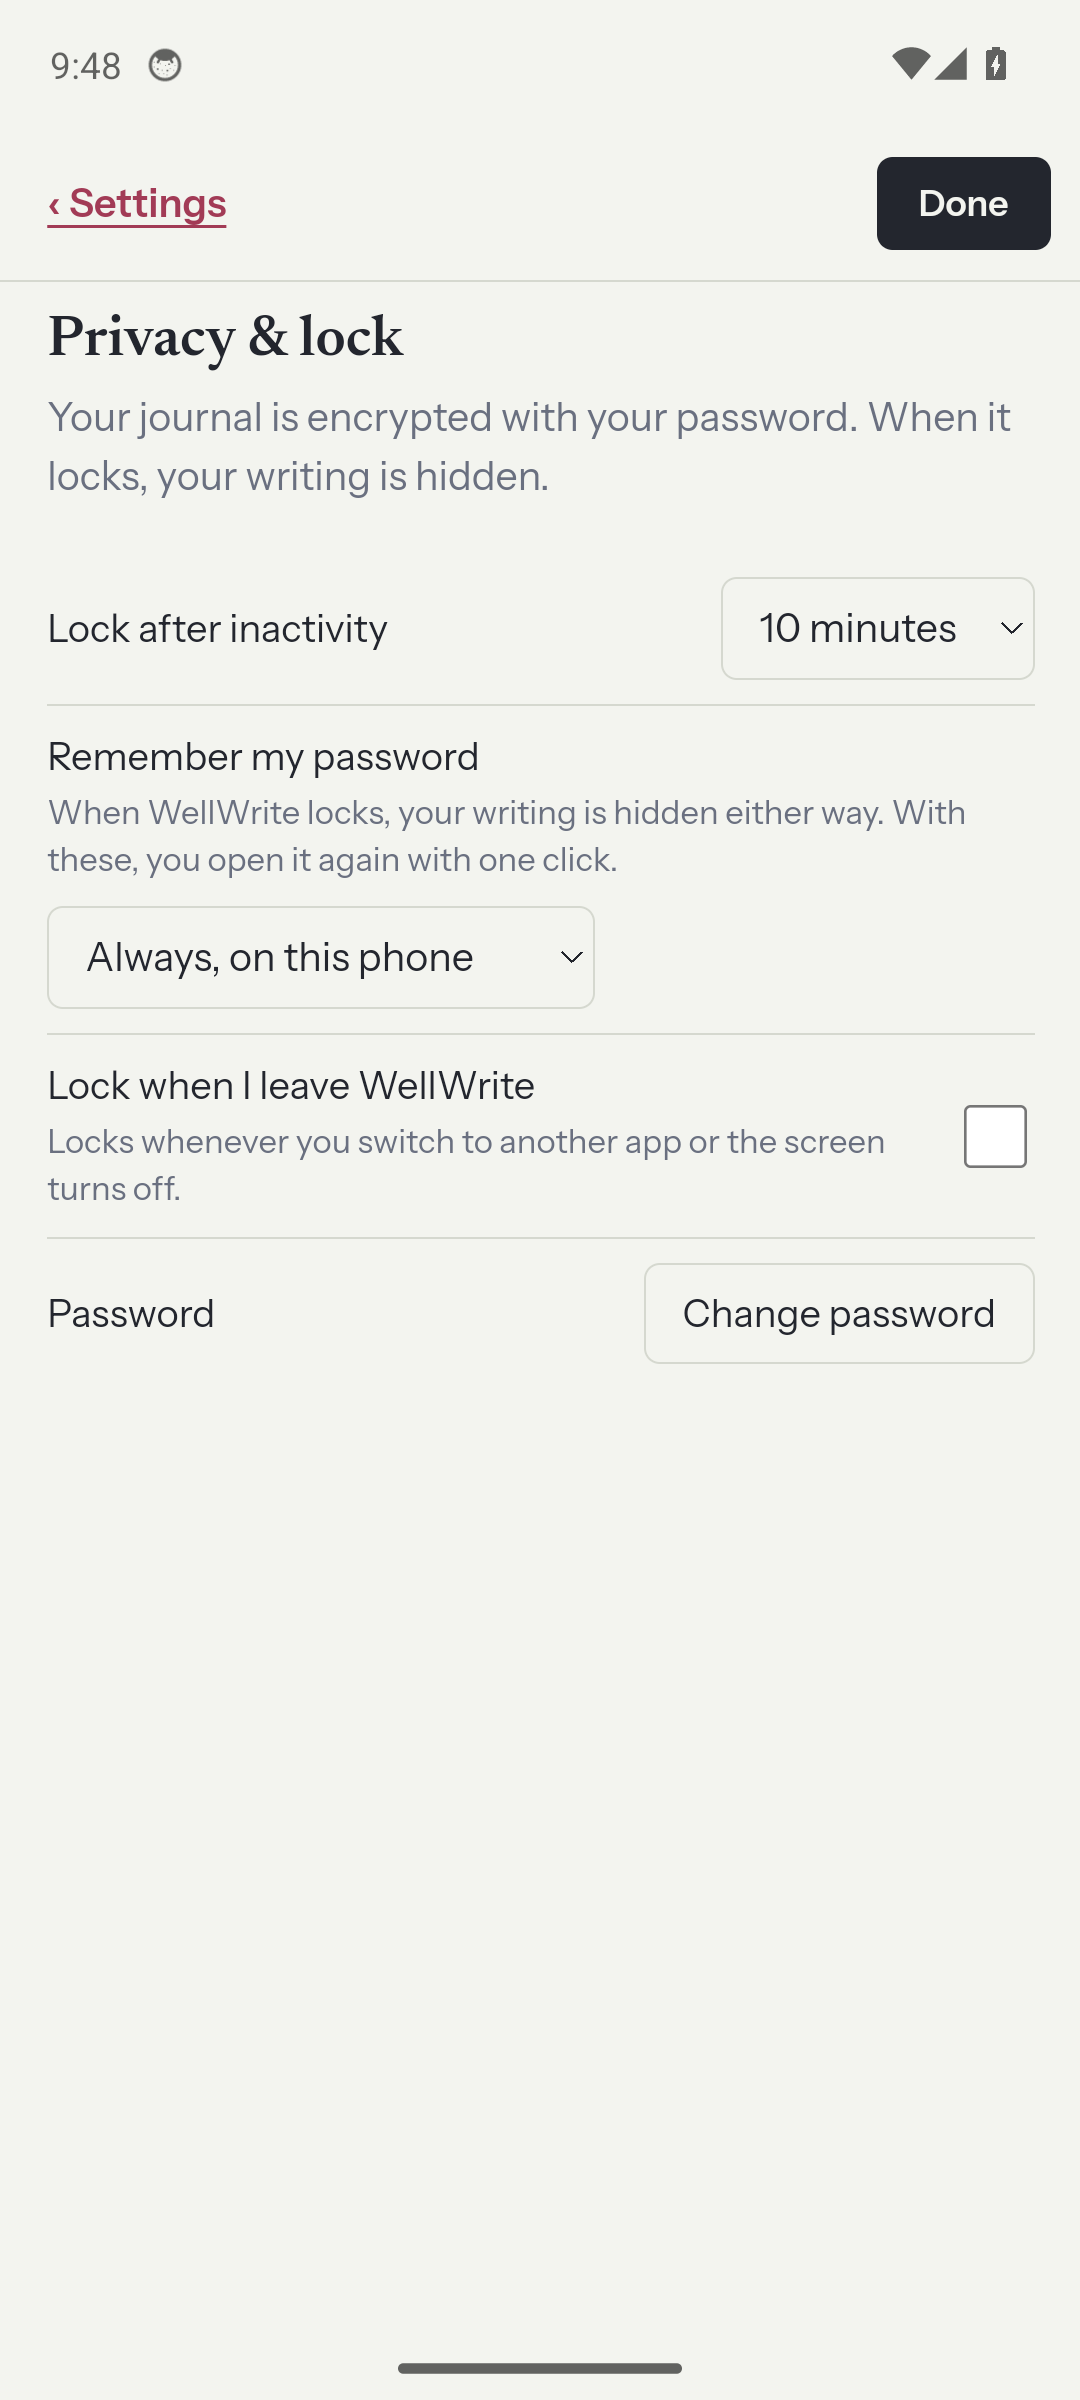 9:48
‹ Settings
Done
Privacy & lock
Your journal is encrypted with your password. When it
locks, your writing is hidden.
Lock after inactivity
10 minutes
Remember my password
When WellWrite locks, your writing is hidden either way. With
these, you open it again with one click.
Always, on this phone
Lock when I leave WellWrite
Locks whenever you switch to another app or the screen
turns off.
Password
Change password